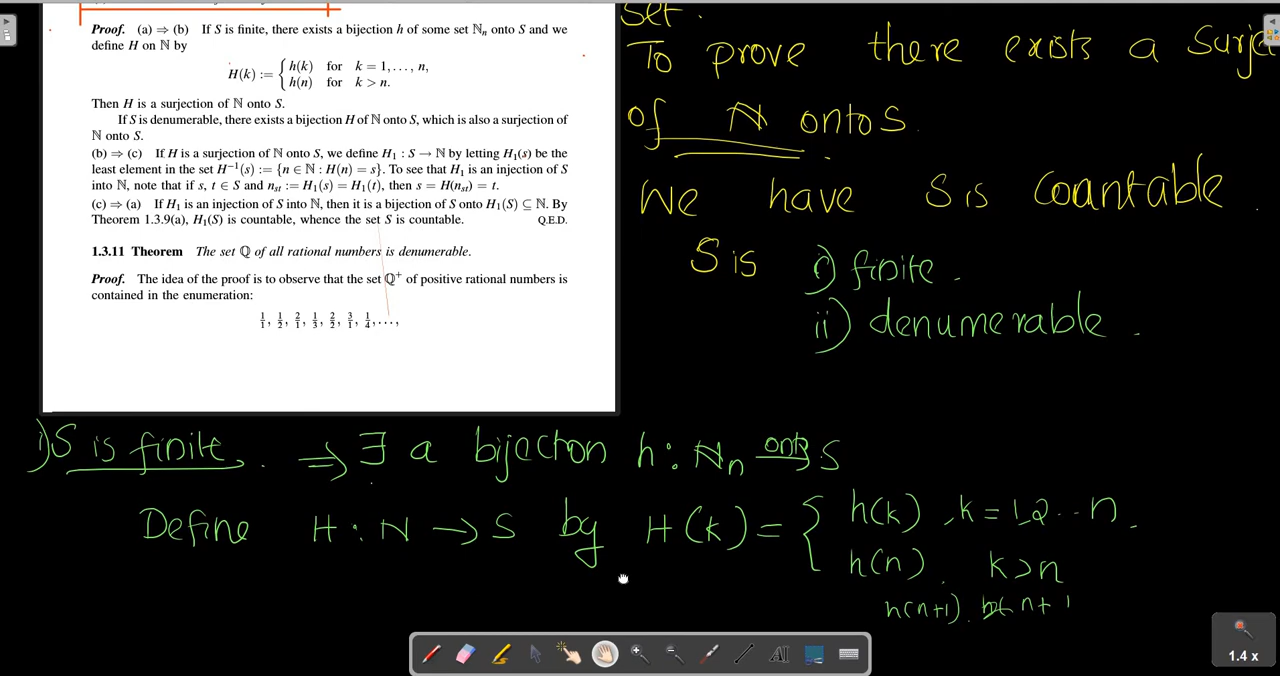 Proof. (a) ⇒ (b) If S is finite, there exists a bijection h of some set ℕₙ onto S and we
define H on ℕ by
H(k) := { h(k) for k = 1, . . . , n,
h(n) for k > n.
Then H is a surjection of ℕ onto S.
If S is denumerable, there exists a bijection H of ℕ onto S, which is also a surjection of
ℕ onto S.
(b) ⇒ (c) If H is a surjection of ℕ onto S, we define H₁ : S → ℕ by letting H₁(s) be the
least element in the set H⁻¹(s) := {n ∈ ℕ : H(n) = s}. To see that H₁ is an injection of S
into ℕ, note that if s, t ∈ S and nₛₜ := H₁(s) = H₁(t), then s = H(nₛₜ) = t.
(c) ⇒ (a) If H₁ is an injection of S into ℕ, then it is a bijection of S onto H₁(S) ⊆ ℕ. By
Theorem 1.3.9(a), H₁(S) is countable, whence the set S is countable. Q.E.D.
1.3.11 Theorem The set ℚ of all rational numbers is denumerable.
Proof. The idea of the proof is to observe that the set ℚ⁺ of positive rational numbers is
contained in the enumeration:
1/1, 1/2, 2/1, 1/3, 2/2, 3/1, 1/4, . . . ,
set.
To prove there exists a surje
of ℕ onto S.
We have S is countable.
S is i) finite.
ii) denumerable.
i) S is finite. ⇒ ∃ a bijection h : ℕₙ onto S
Define H : N → S by H(k) = { h(k), k = 1, 2 .. n.
h(n). k > n
h(n+1). n + 1
AI
1.4 x